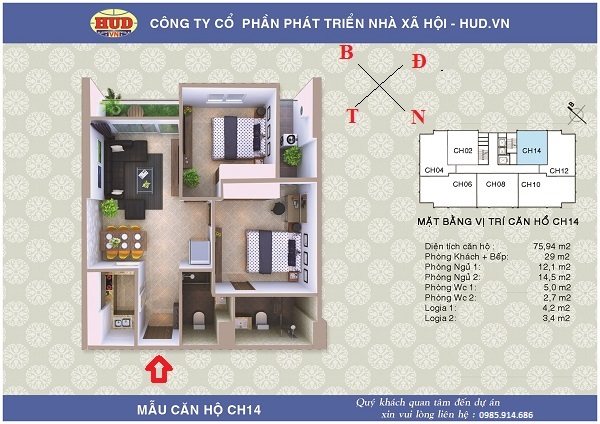 HUD
VN
CÔNG TY CỔ PHẦN PHÁT TRIỂN NHÀ XÃ HỘI - HUD.VN
B
Đ
T
N
B
CH02
CH14
CH04
CH12
CH06
CH08
CH10
MẶT BẰNG VỊ TRÍ CĂN HỔ CH14
Diện tích căn hộ : 75,94 m2
Phòng Khách + Bếp: 29 m2
Phòng Ngủ 1: 12,1 m2
Phòng Ngủ 2: 14,5 m2
Phòng Wc 1: 5,0 m2
Phòng Wc 2: 2,7 m2
Logia 1: 4,2 m2
Logia 2: 3,4 m2
MẪU CĂN HỘ CH14
Quý khách quan tâm đến dự án
xin vui lòng liên hệ : 0985.914.686